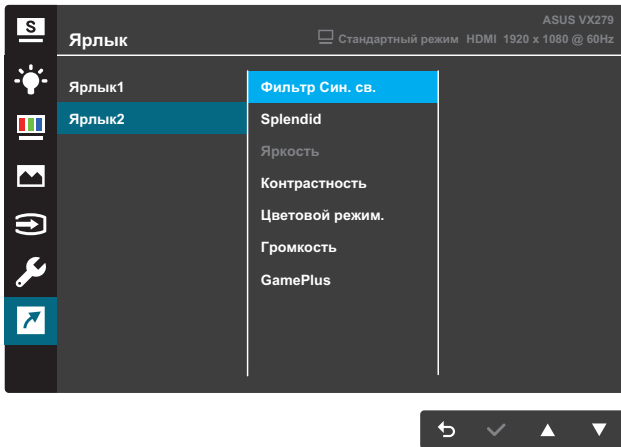 S
ASUS VX279
Ярлык
Стандартный режим HDMI 1920 x 1080 @ 60Hz
Ярлык1
Ярлык2
Фильтр Син. св.
Splendid
Яркость
Контрастность
Цветовой режим.
Громкость
GamePlus